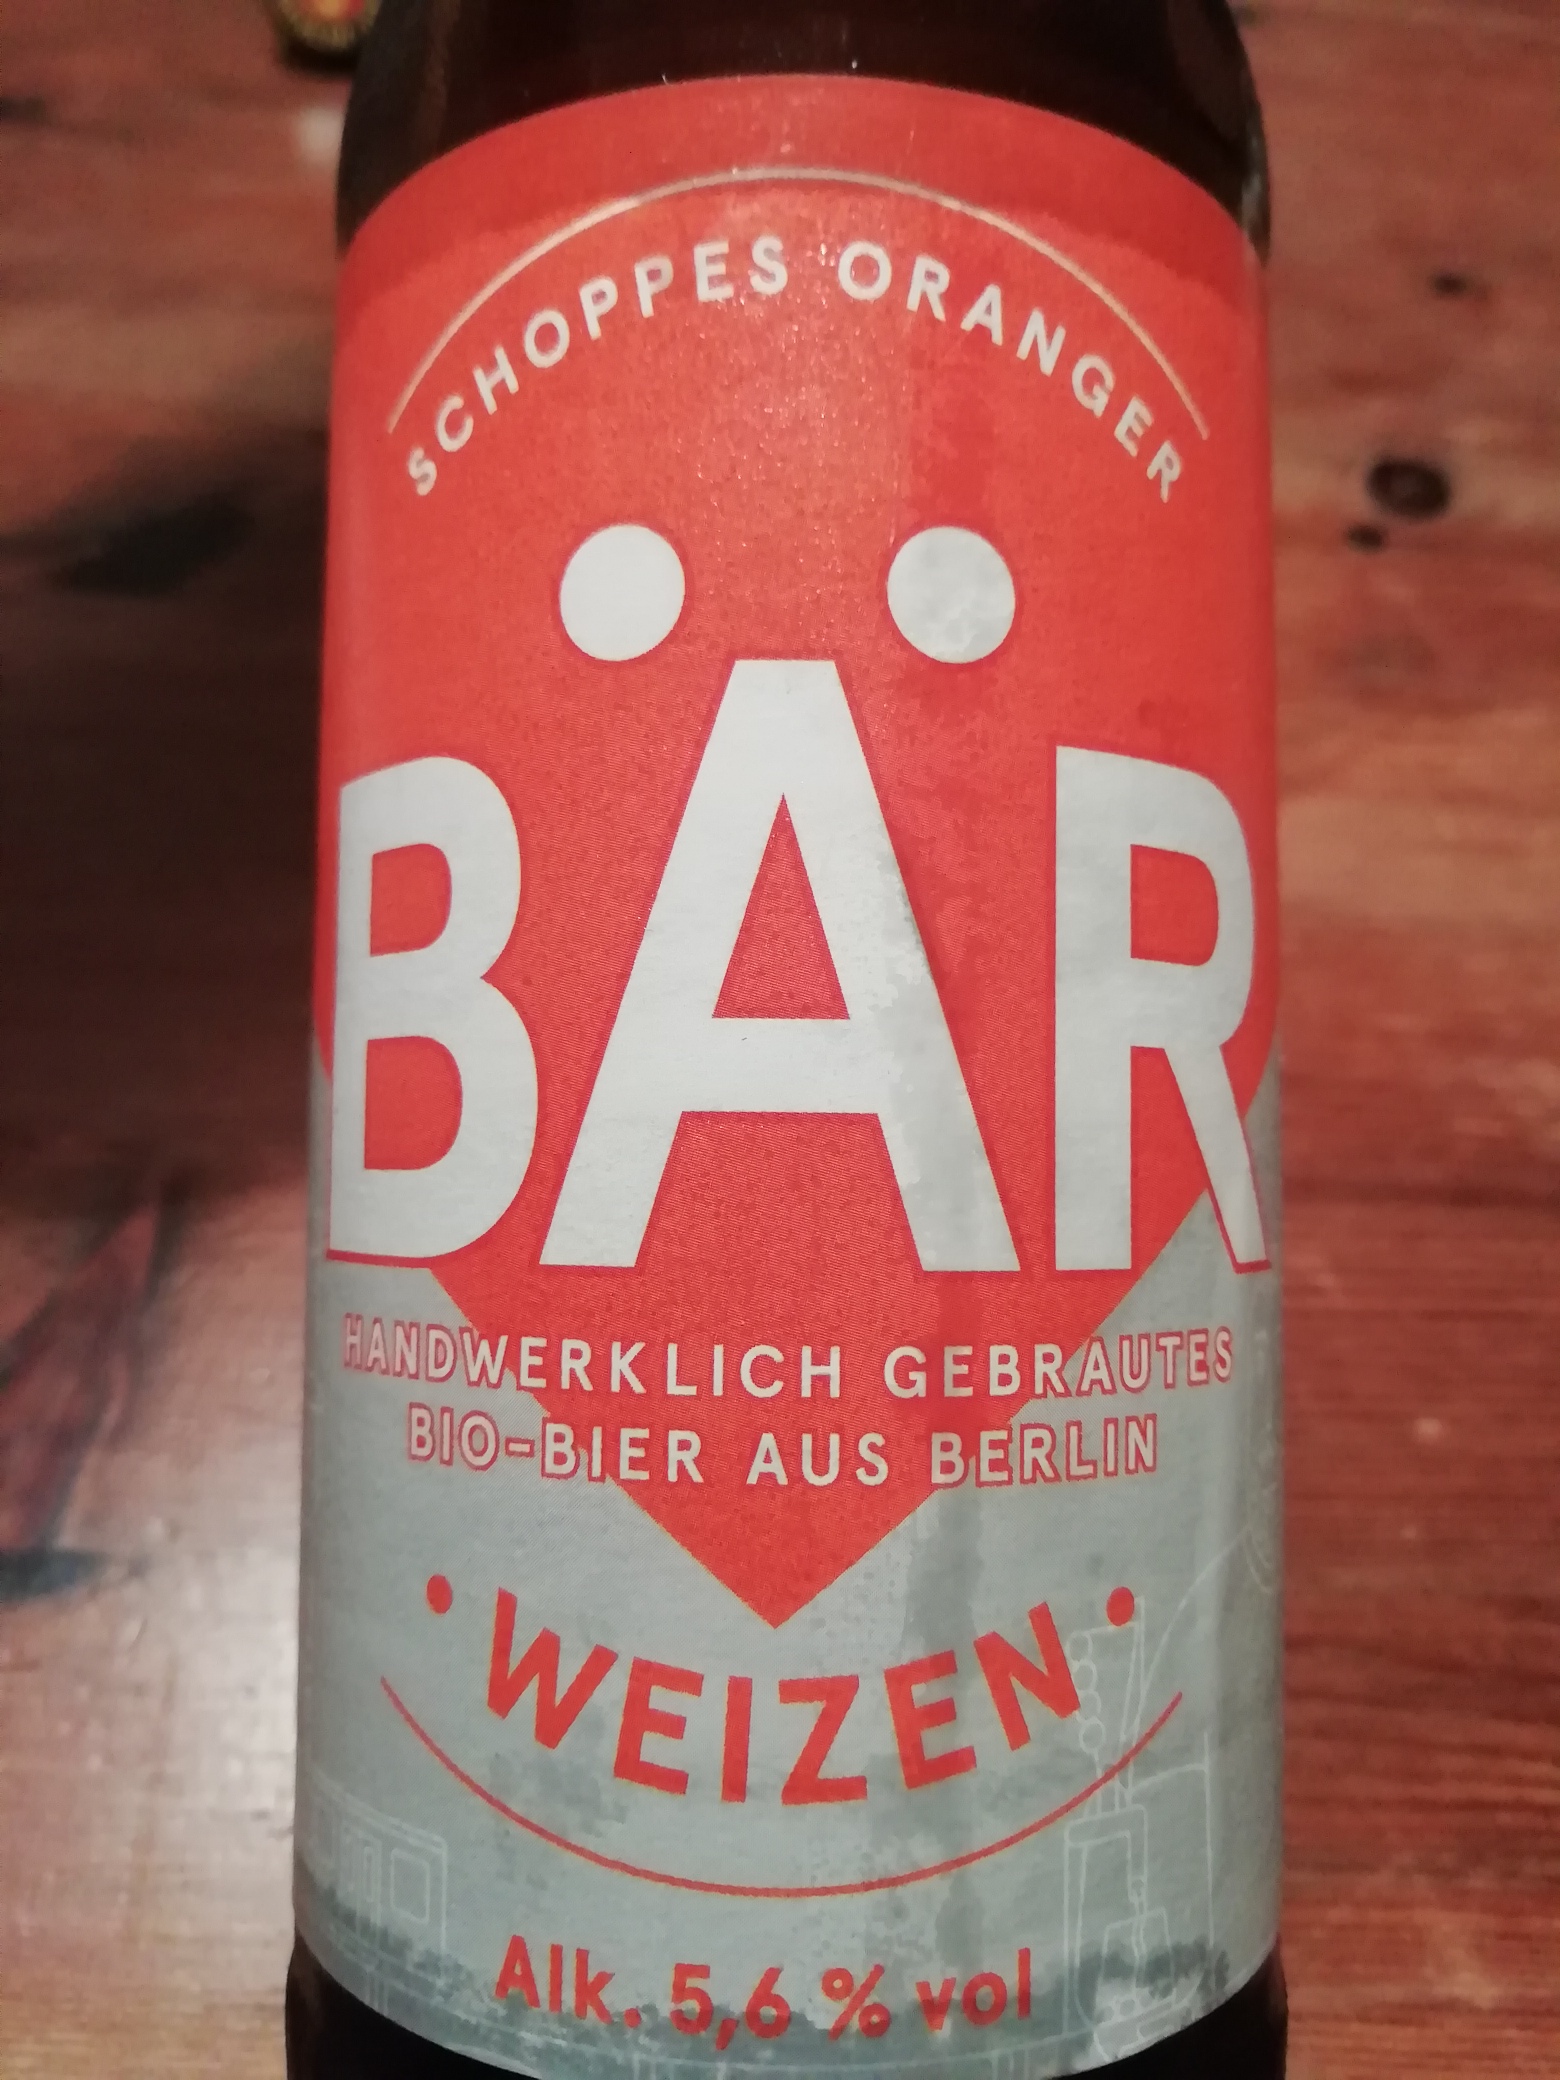 SCHOPPES ORANGER
BÄR
HANDWERKLICH GEBRAUTES
BIO-BIER AUS BERLIN
• WEIZEN •
Alk. 5,6 % vol